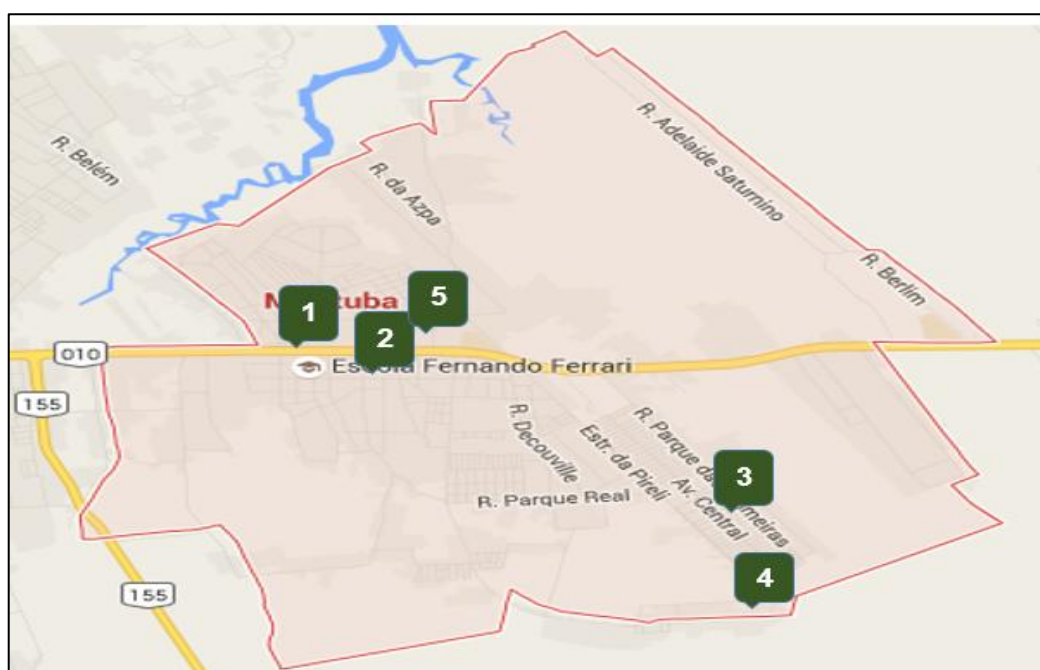 R. Belém
R. Adelaide Saturnino
R. da Azpa
R. Berlim
5
1
2
010
Fernando Ferrari
155
R. Decouville
Estr. da Pireli
R. Parque
3
R. Parque Real
Av. Central
4
155